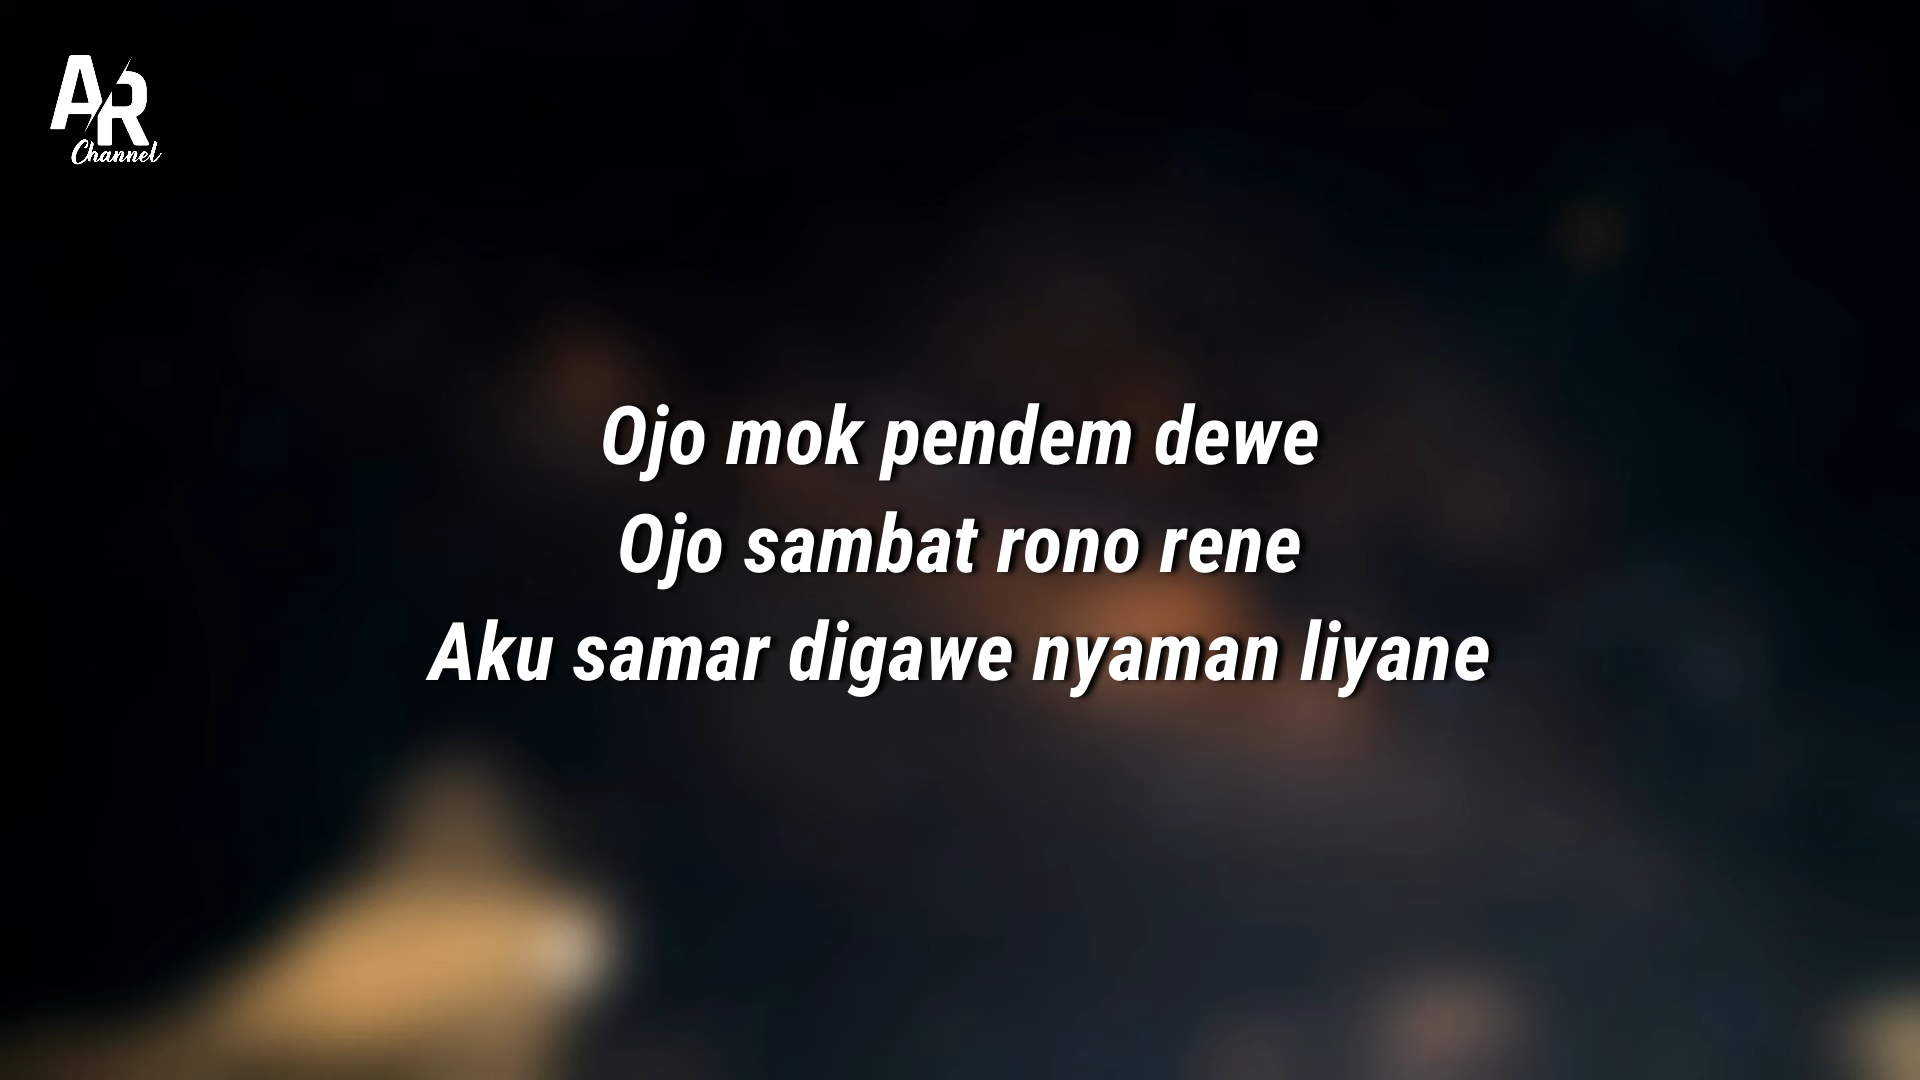 AR
Channel
Ojo mok pendem dewe
Ojo sambat rono rene
Aku samar digawe nyaman liyane